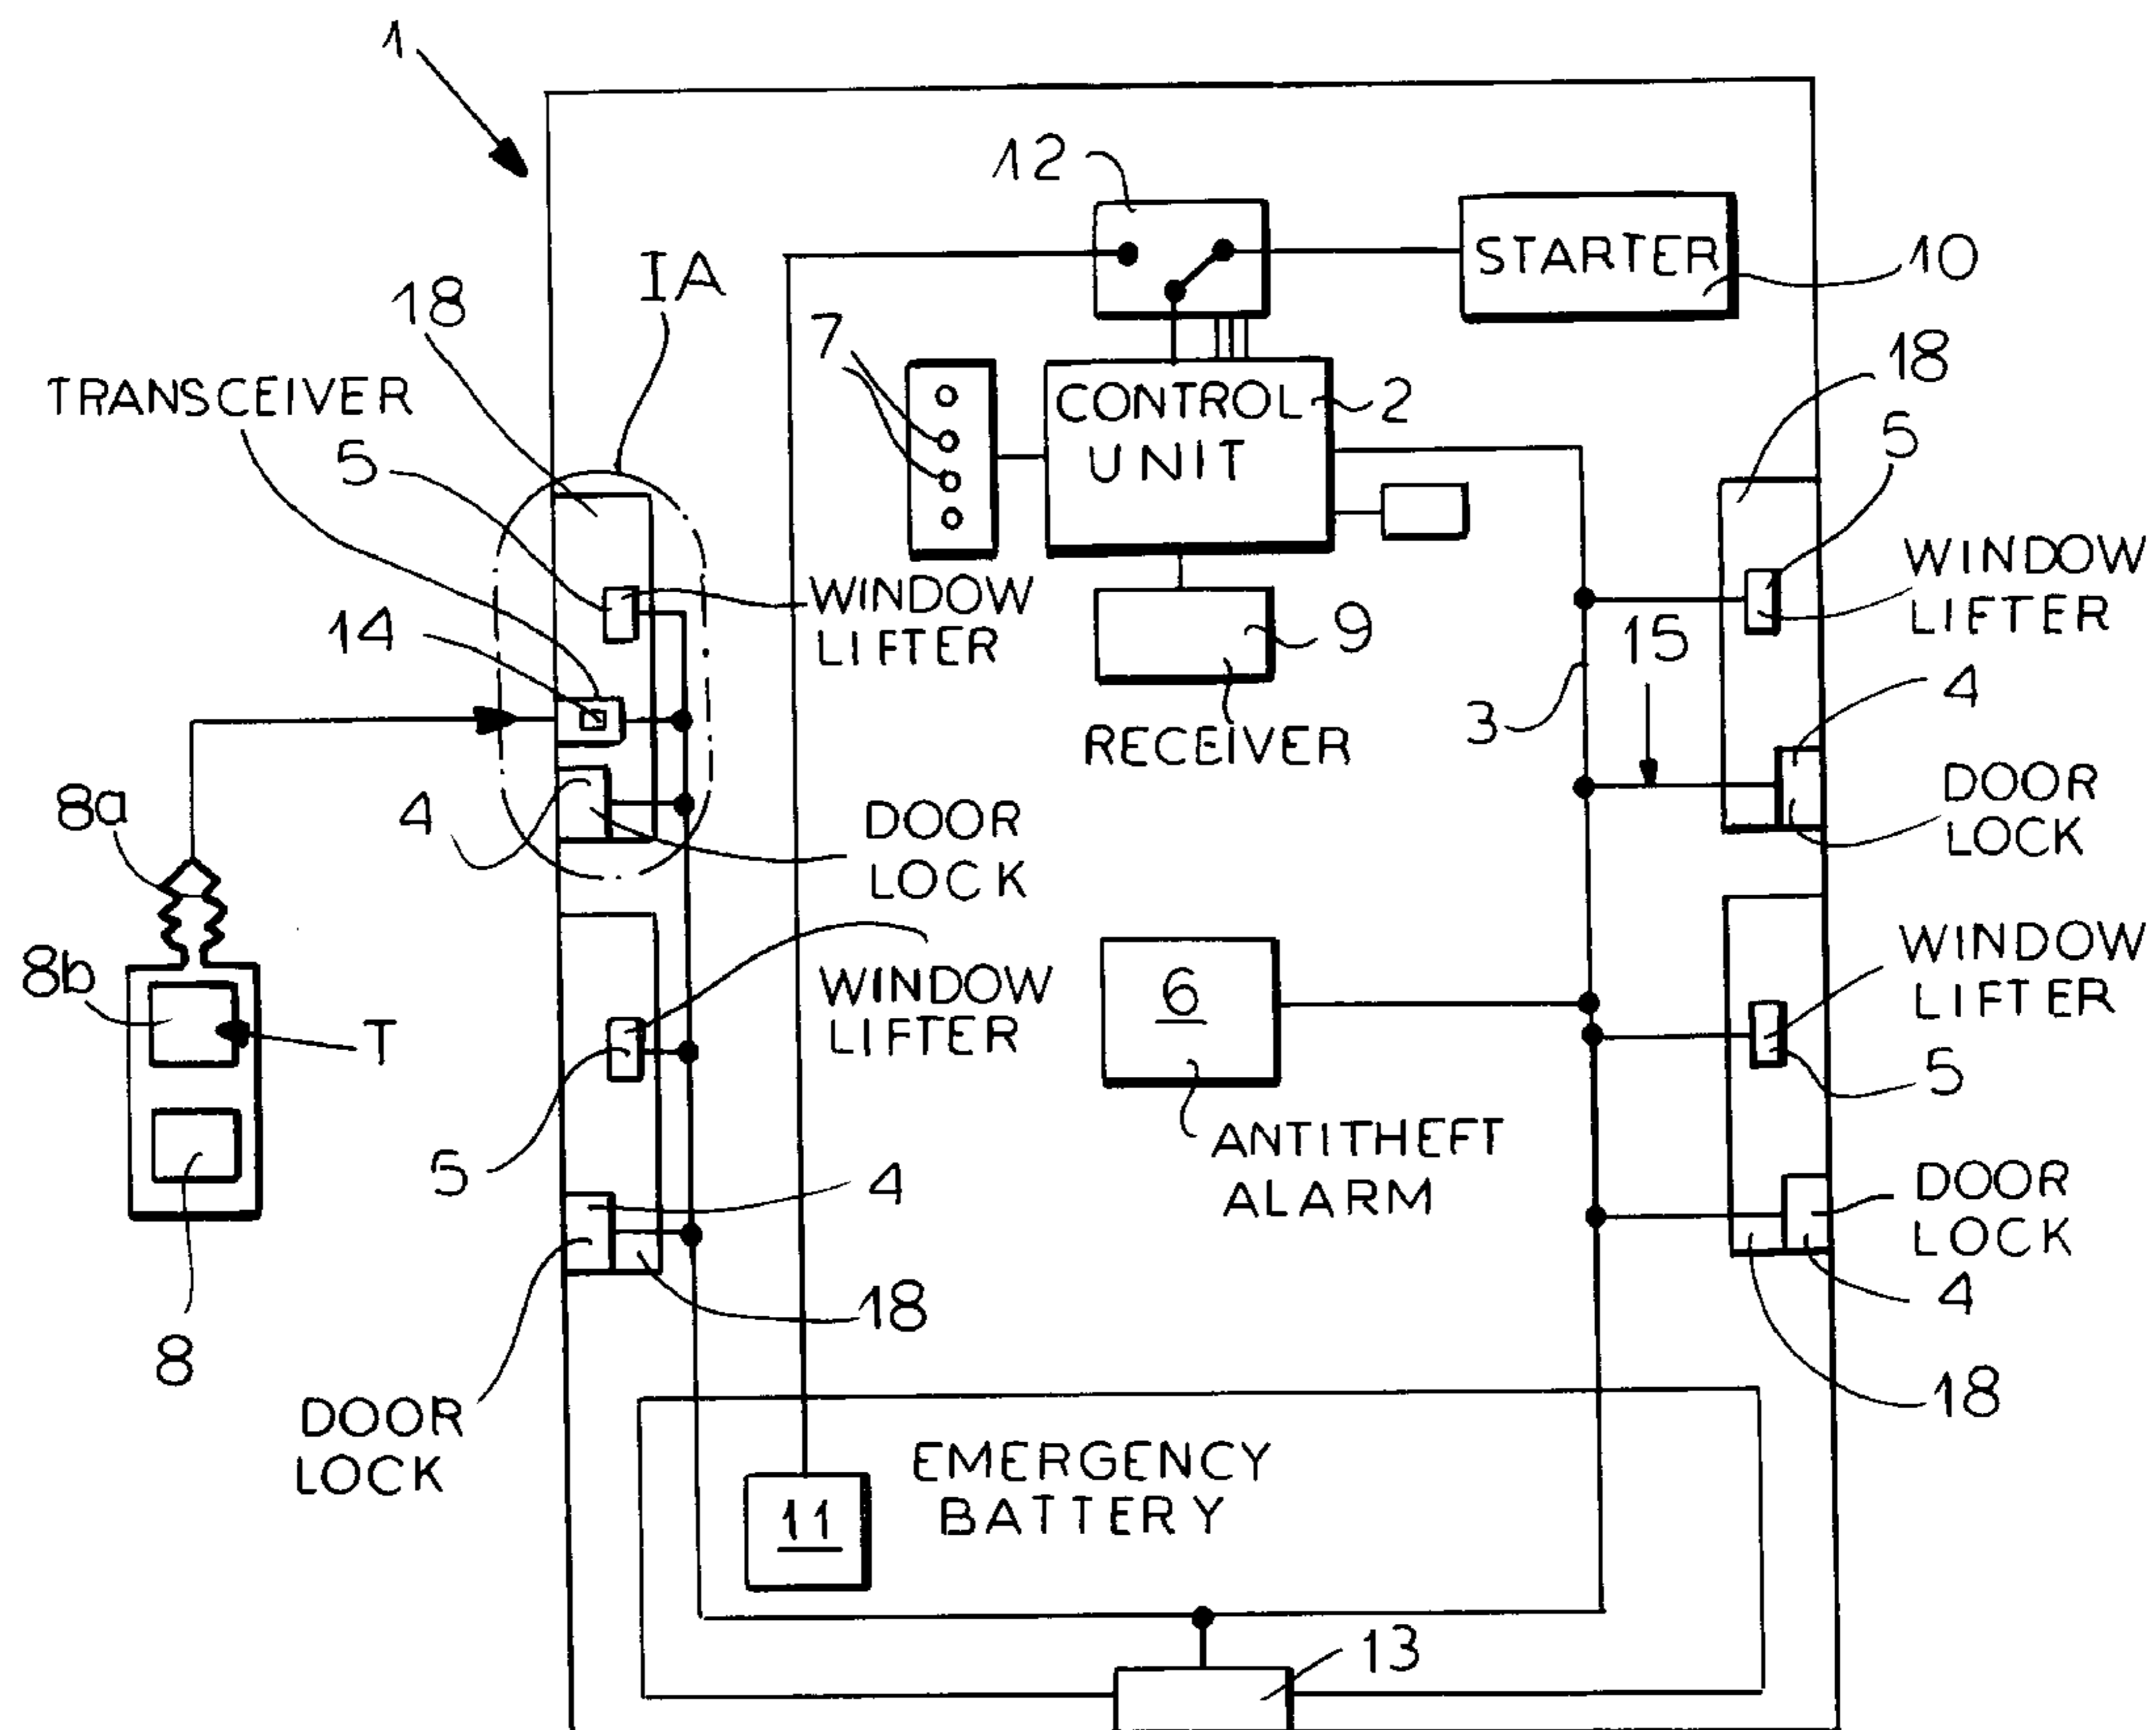 1
12
STARTER
10
IA
18
7
CONTROL
UNIT
2
18
TRANSCEIVER
5
5
WINDOW
LIFTER
WINDOW
LIFTER
14
9
15
4
3
RECEIVER
8a
4
DOOR
LOCK
DOOR
LOCK
8b
WINDOW
LIFTER
6
WINDOW
LIFTER
T
5
ANTITHEFT
ALARM
5
4
DOOR
LOCK
18
4
8
18
DOOR
LOCK
EMERGENCY
BATTERY
11
13